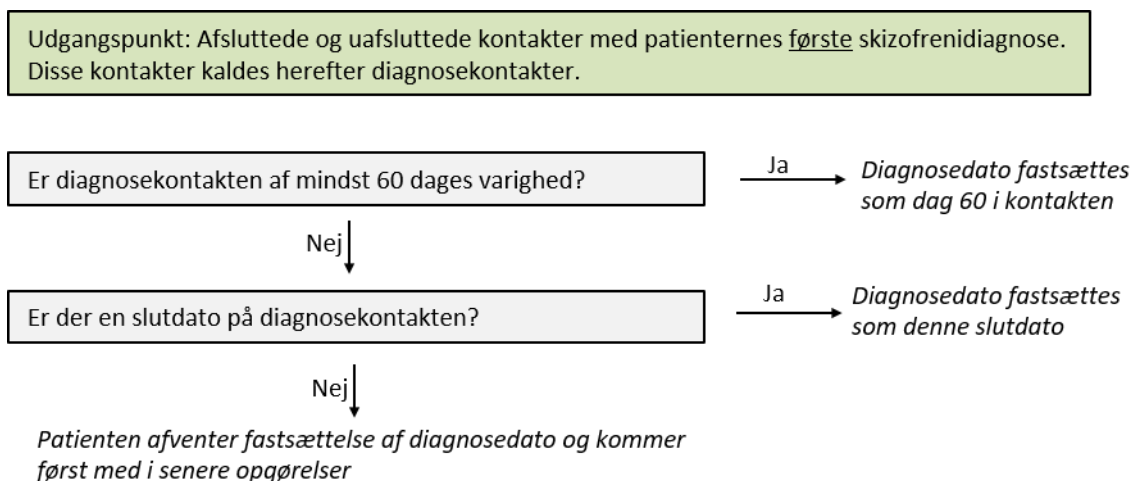 Udgangspunkt: Afsluttede og uafsluttede kontakter med patienternes første skizofrenidiagnose.
Disse kontakter kaldes herefter diagnosekontakter.
Er diagnosekontakten af mindst 60 dages varighed?
Ja
Diagnosedato fastsættes
som dag 60 i kontakten
Nej
Er der en slutdato på diagnosekontakten?
Ja
Diagnosedato fastsættes
som denne slutdato
Nej
Patienten afventer fastsættelse af diagnosedato og kommer
først med i senere opgørelser